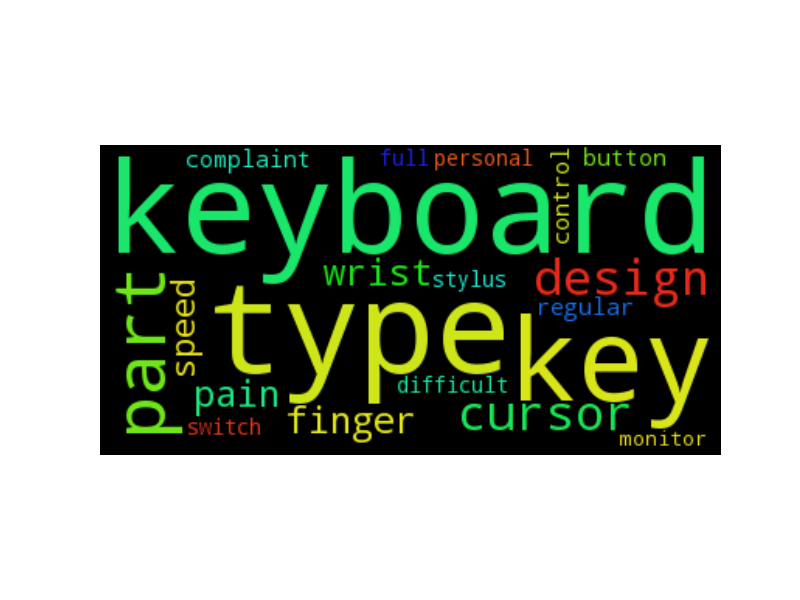 complaint
full
personal
control
button
keyboard
wrist
stylus
design
part
speed
type
regular
key
difficult
pain
cursor
finger
switch
monitor